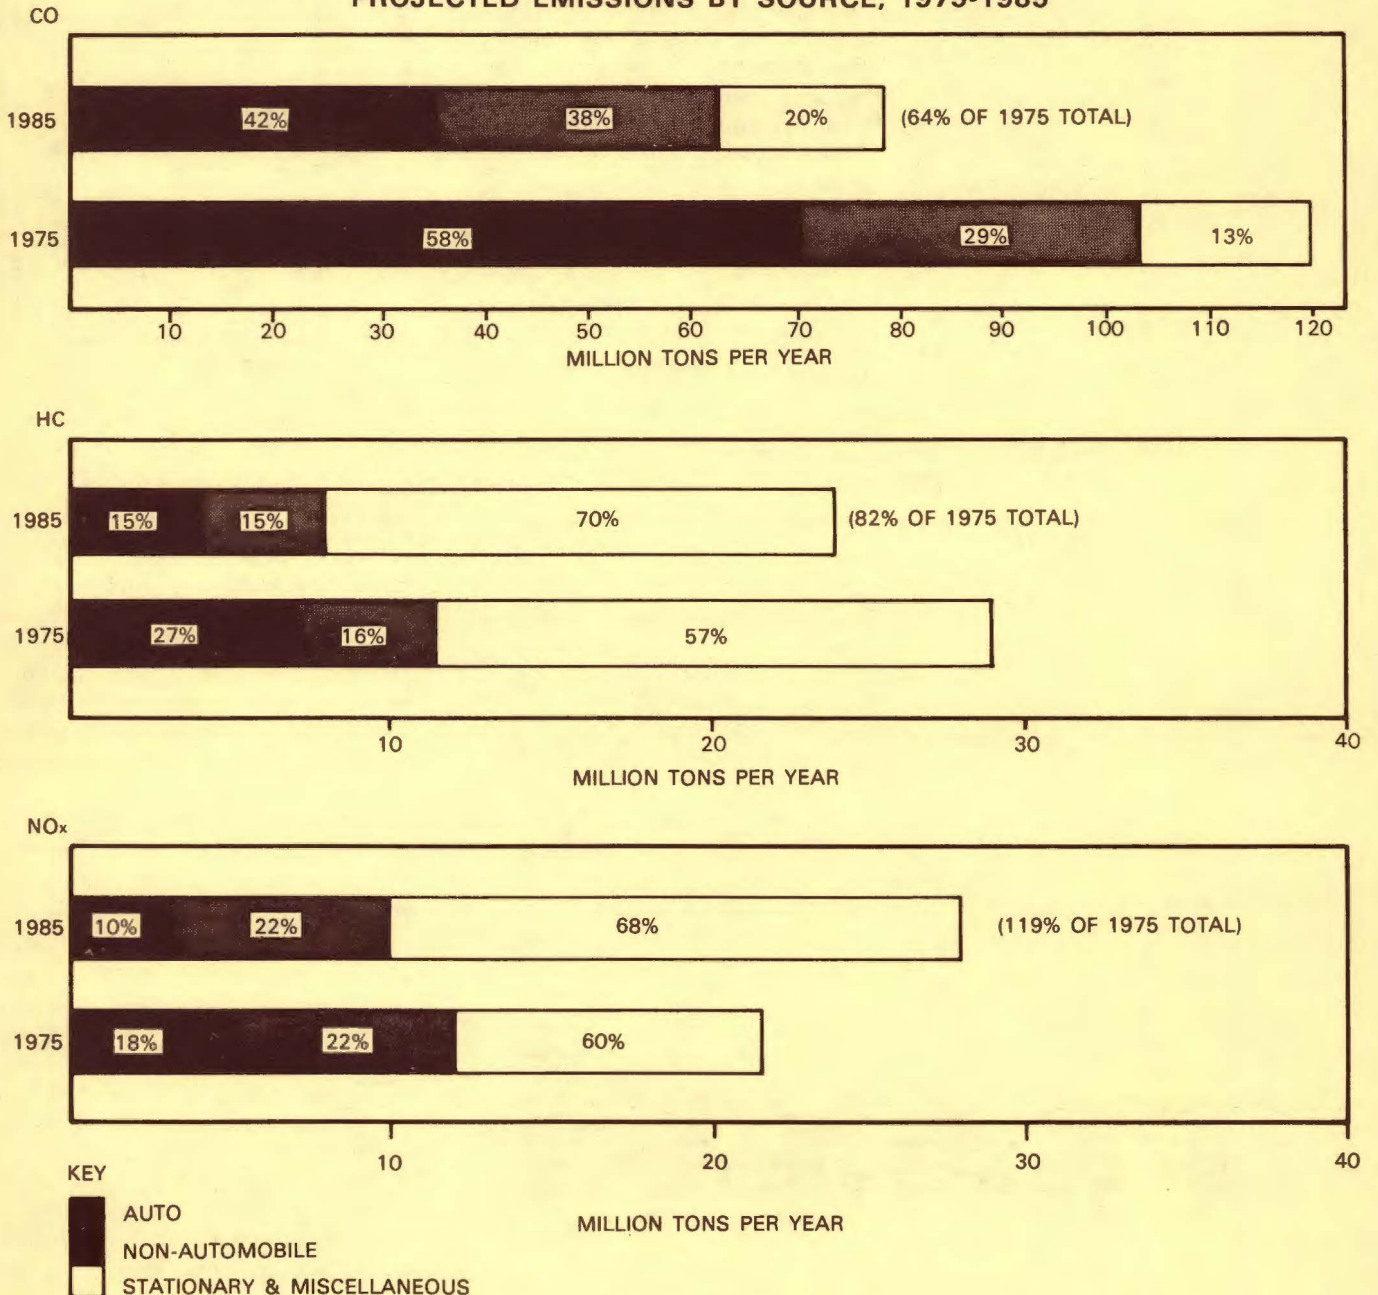 PROJECTED EMISSIONS BY SOURCE, 1975-1985
CO
1985 42% 38% 20% (64% OF 1975 TOTAL)
1975 58% 29% 13%
10 20 30 40 50 60 70 80 90 100 110 120
MILLION TONS PER YEAR
HC
1985 15% 15% 70% (82% OF 1975 TOTAL)
1975 27% 16% 57%
10 20 30 40
MILLION TONS PER YEAR
NOx
1985 10% 22% 68% (119% OF 1975 TOTAL)
1975 18% 22% 60%
10 20 30 40
KEY
AUTO
MILLION TONS PER YEAR
NON-AUTOMOBILE
STATIONARY & MISCELLANEOUS